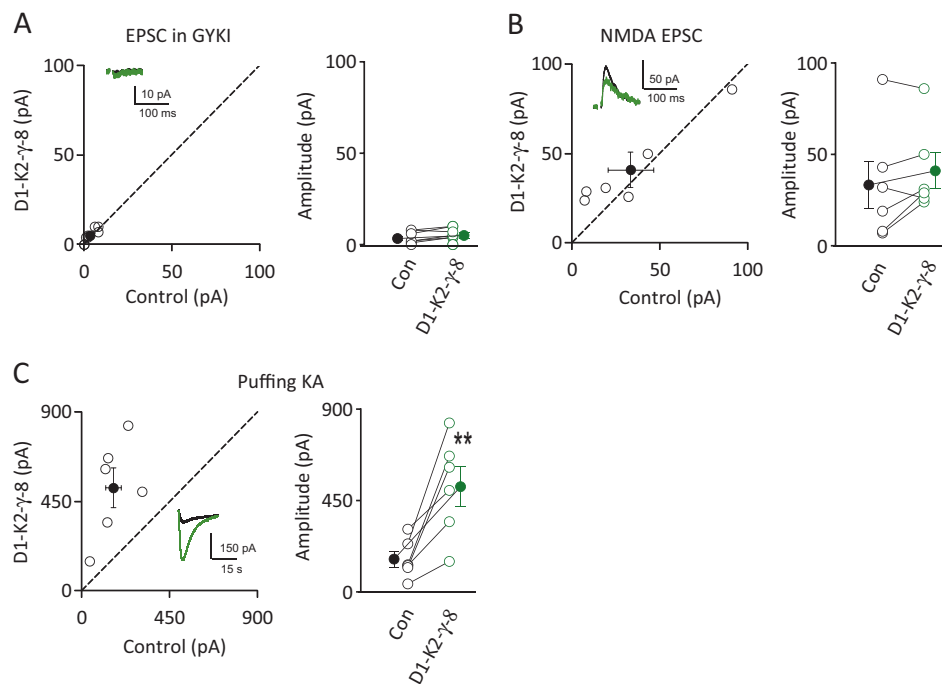 A
EPSC in GYKI
100
50
0
D1-K2-γ-8 (pA)
10 pA
100 ms
0
50
100
Control (pA)
100
50
0
Amplitude (pA)
Con
D1-K2-γ-8
B
NMDA EPSC
100
50
0
D1-K2-γ-8 (pA)
50 pA
100 ms
0
50
100
Control (pA)
100
50
0
Amplitude (pA)
Con
D1-K2-γ-8
C
Puffing KA
900
450
0
D1-K2-γ-8 (pA)
150 pA
15 s
0
450
900
Control (pA)
900
450
0
Amplitude (pA)
**
Con
D1-K2-γ-8